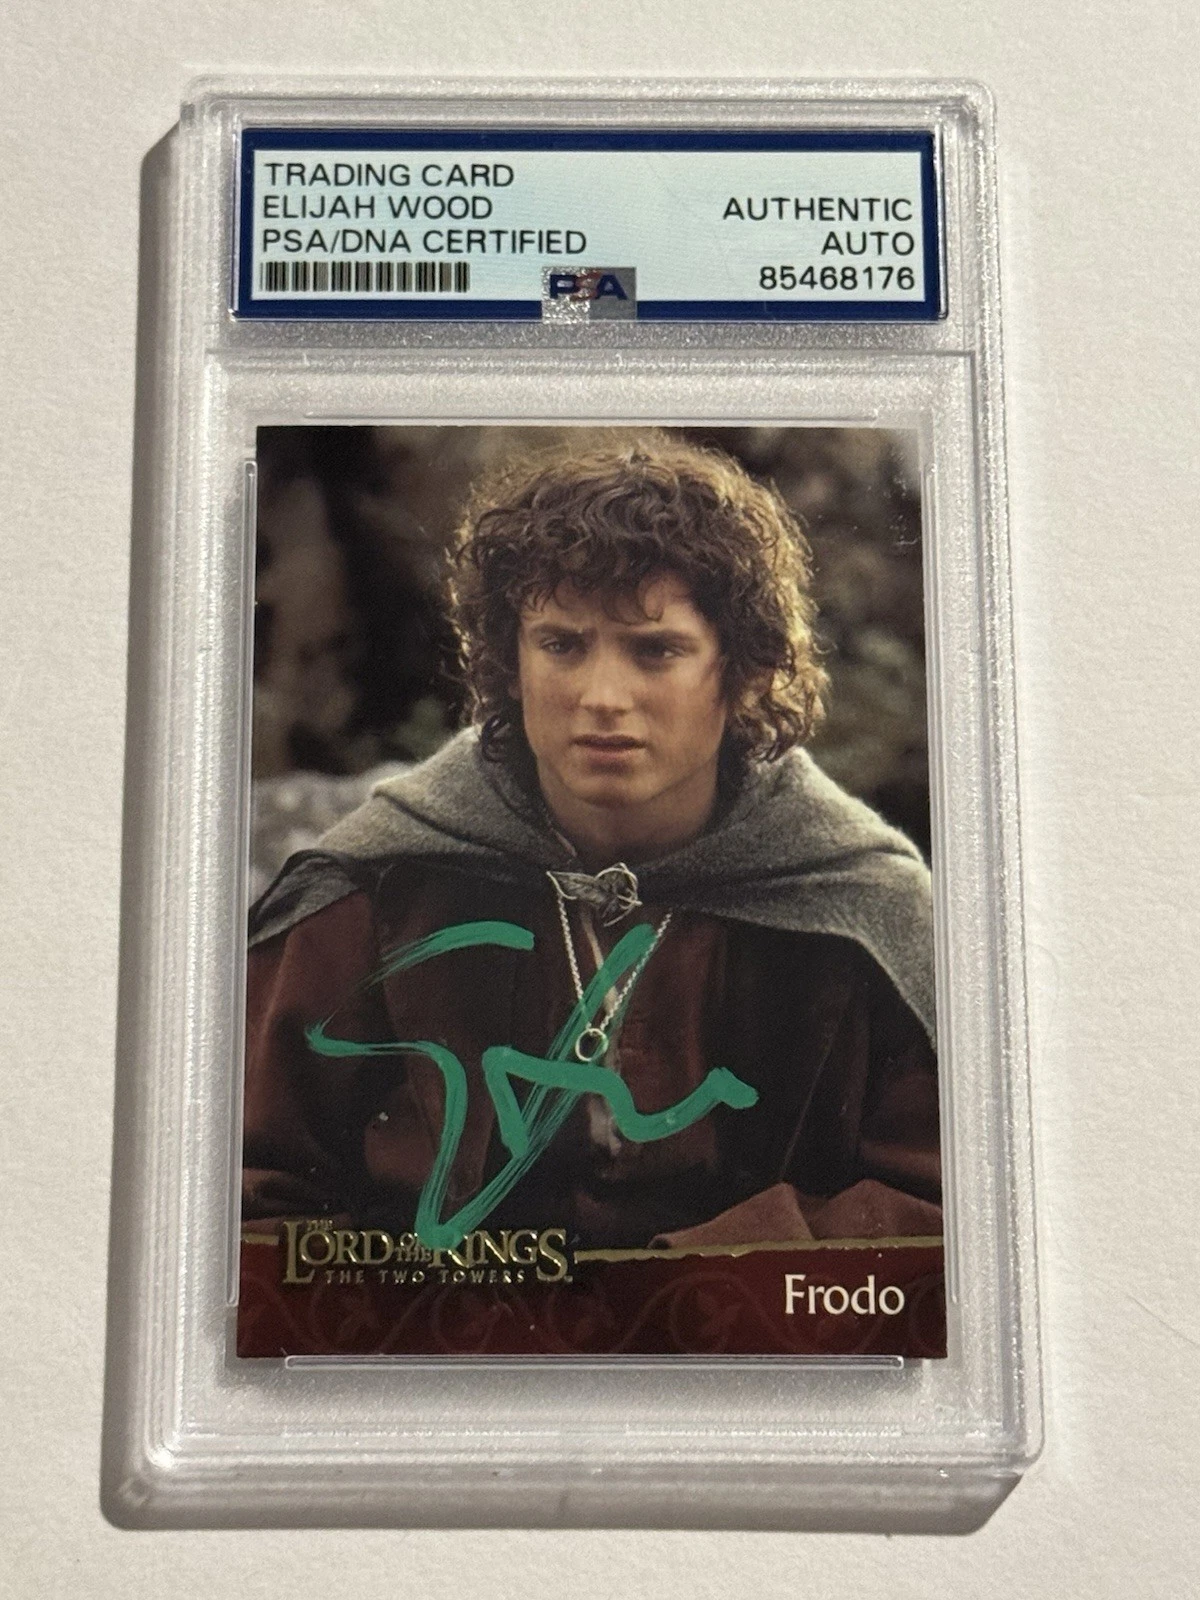 TRADING CARD
ELIJAH WOOD
PSA/DNA CERTIFIED
AUTHENTIC
AUTO
85468176
PSA
THE
LORD OF THE RINGS
THE TWO TOWERS
Frodo